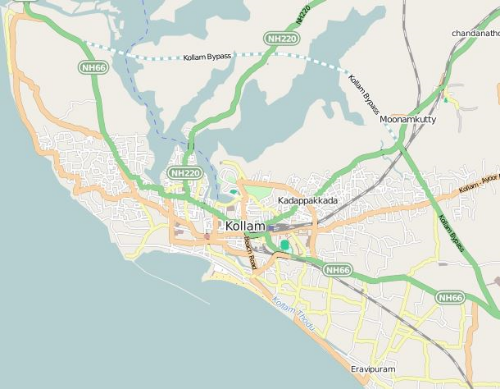 NH220
chandanatho
Kollam Bypass
NH66
Kollam Bypass
Moonamkutty
NH220
Kollam - Ayoor
Kadappakkada
Kollam
Kollam Bypass
Beach Road
NH66
NH220
NH66
Kollam Thodu
Eravipuram